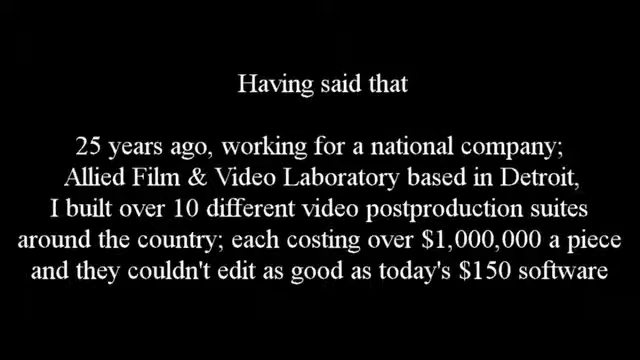 Having said that
25 years ago, working for a national company;
Allied Film & Video Laboratory based in Detroit,
I built over 10 different video postproduction suites
around the country; each costing over $1,000,000 a piece
and they couldn't edit as good as today's $150 software